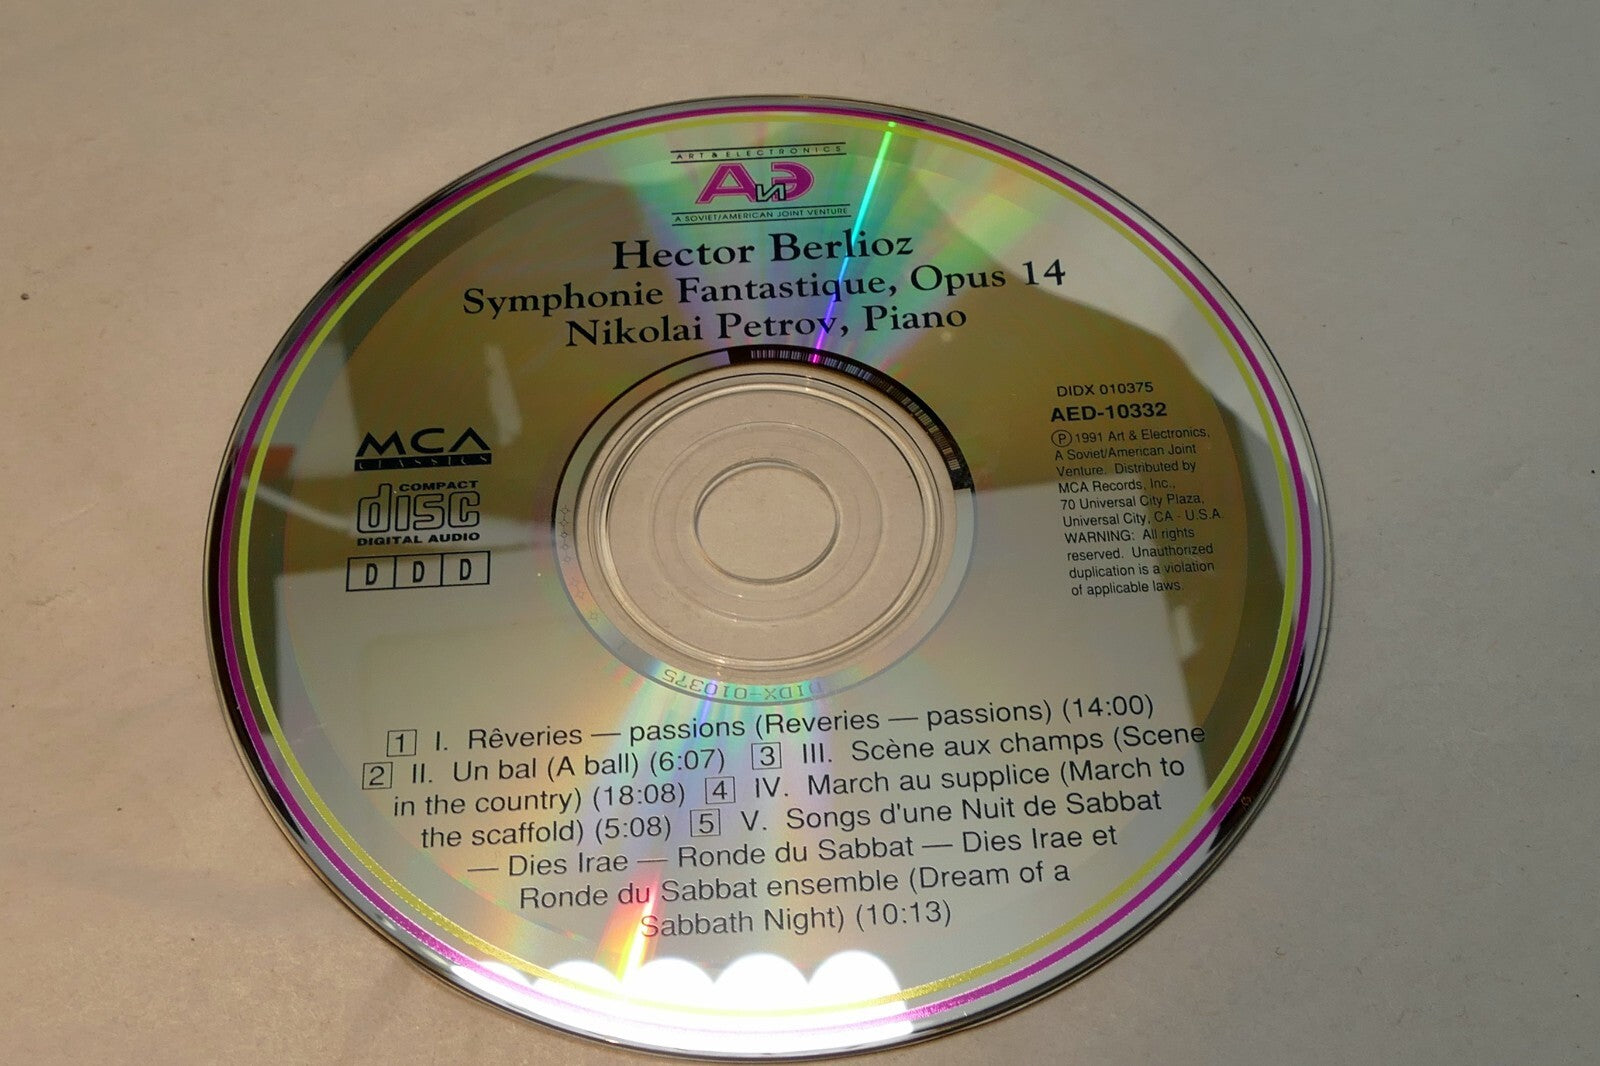 ART & ELECTRONICS
AиЭ
A SOVIET/AMERICAN JOINT VENTURE
Hector Berlioz
Symphonie Fantastique, Opus 14
Nikolai Petrov, Piano
MCA
CLASSICS
COMPACT
disc
DIGITAL AUDIO
D D D
DIDX 010375
AED-10332
Ⓟ 1991 Art & Electronics,
A Soviet/American Joint
Venture. Distributed by
MCA Records, Inc.,
70 Universal City Plaza,
Universal City, CA - U.S.A.
WARNING: All rights
reserved. Unauthorized
duplication is a violation
of applicable laws.
DIDX-010375
1 I. Rêveries — passions (Reveries — passions) (14:00)
2 II. Un bal (A ball) (6:07) 3 III. Scène aux champs (Scene
in the country) (18:08) 4 IV. March au supplice (March to
the scaffold) (5:08) 5 V. Songs d'une Nuit de Sabbat
— Dies Irae — Ronde du Sabbat — Dies Irae et
Ronde du Sabbat ensemble (Dream of a
Sabbath Night) (10:13)